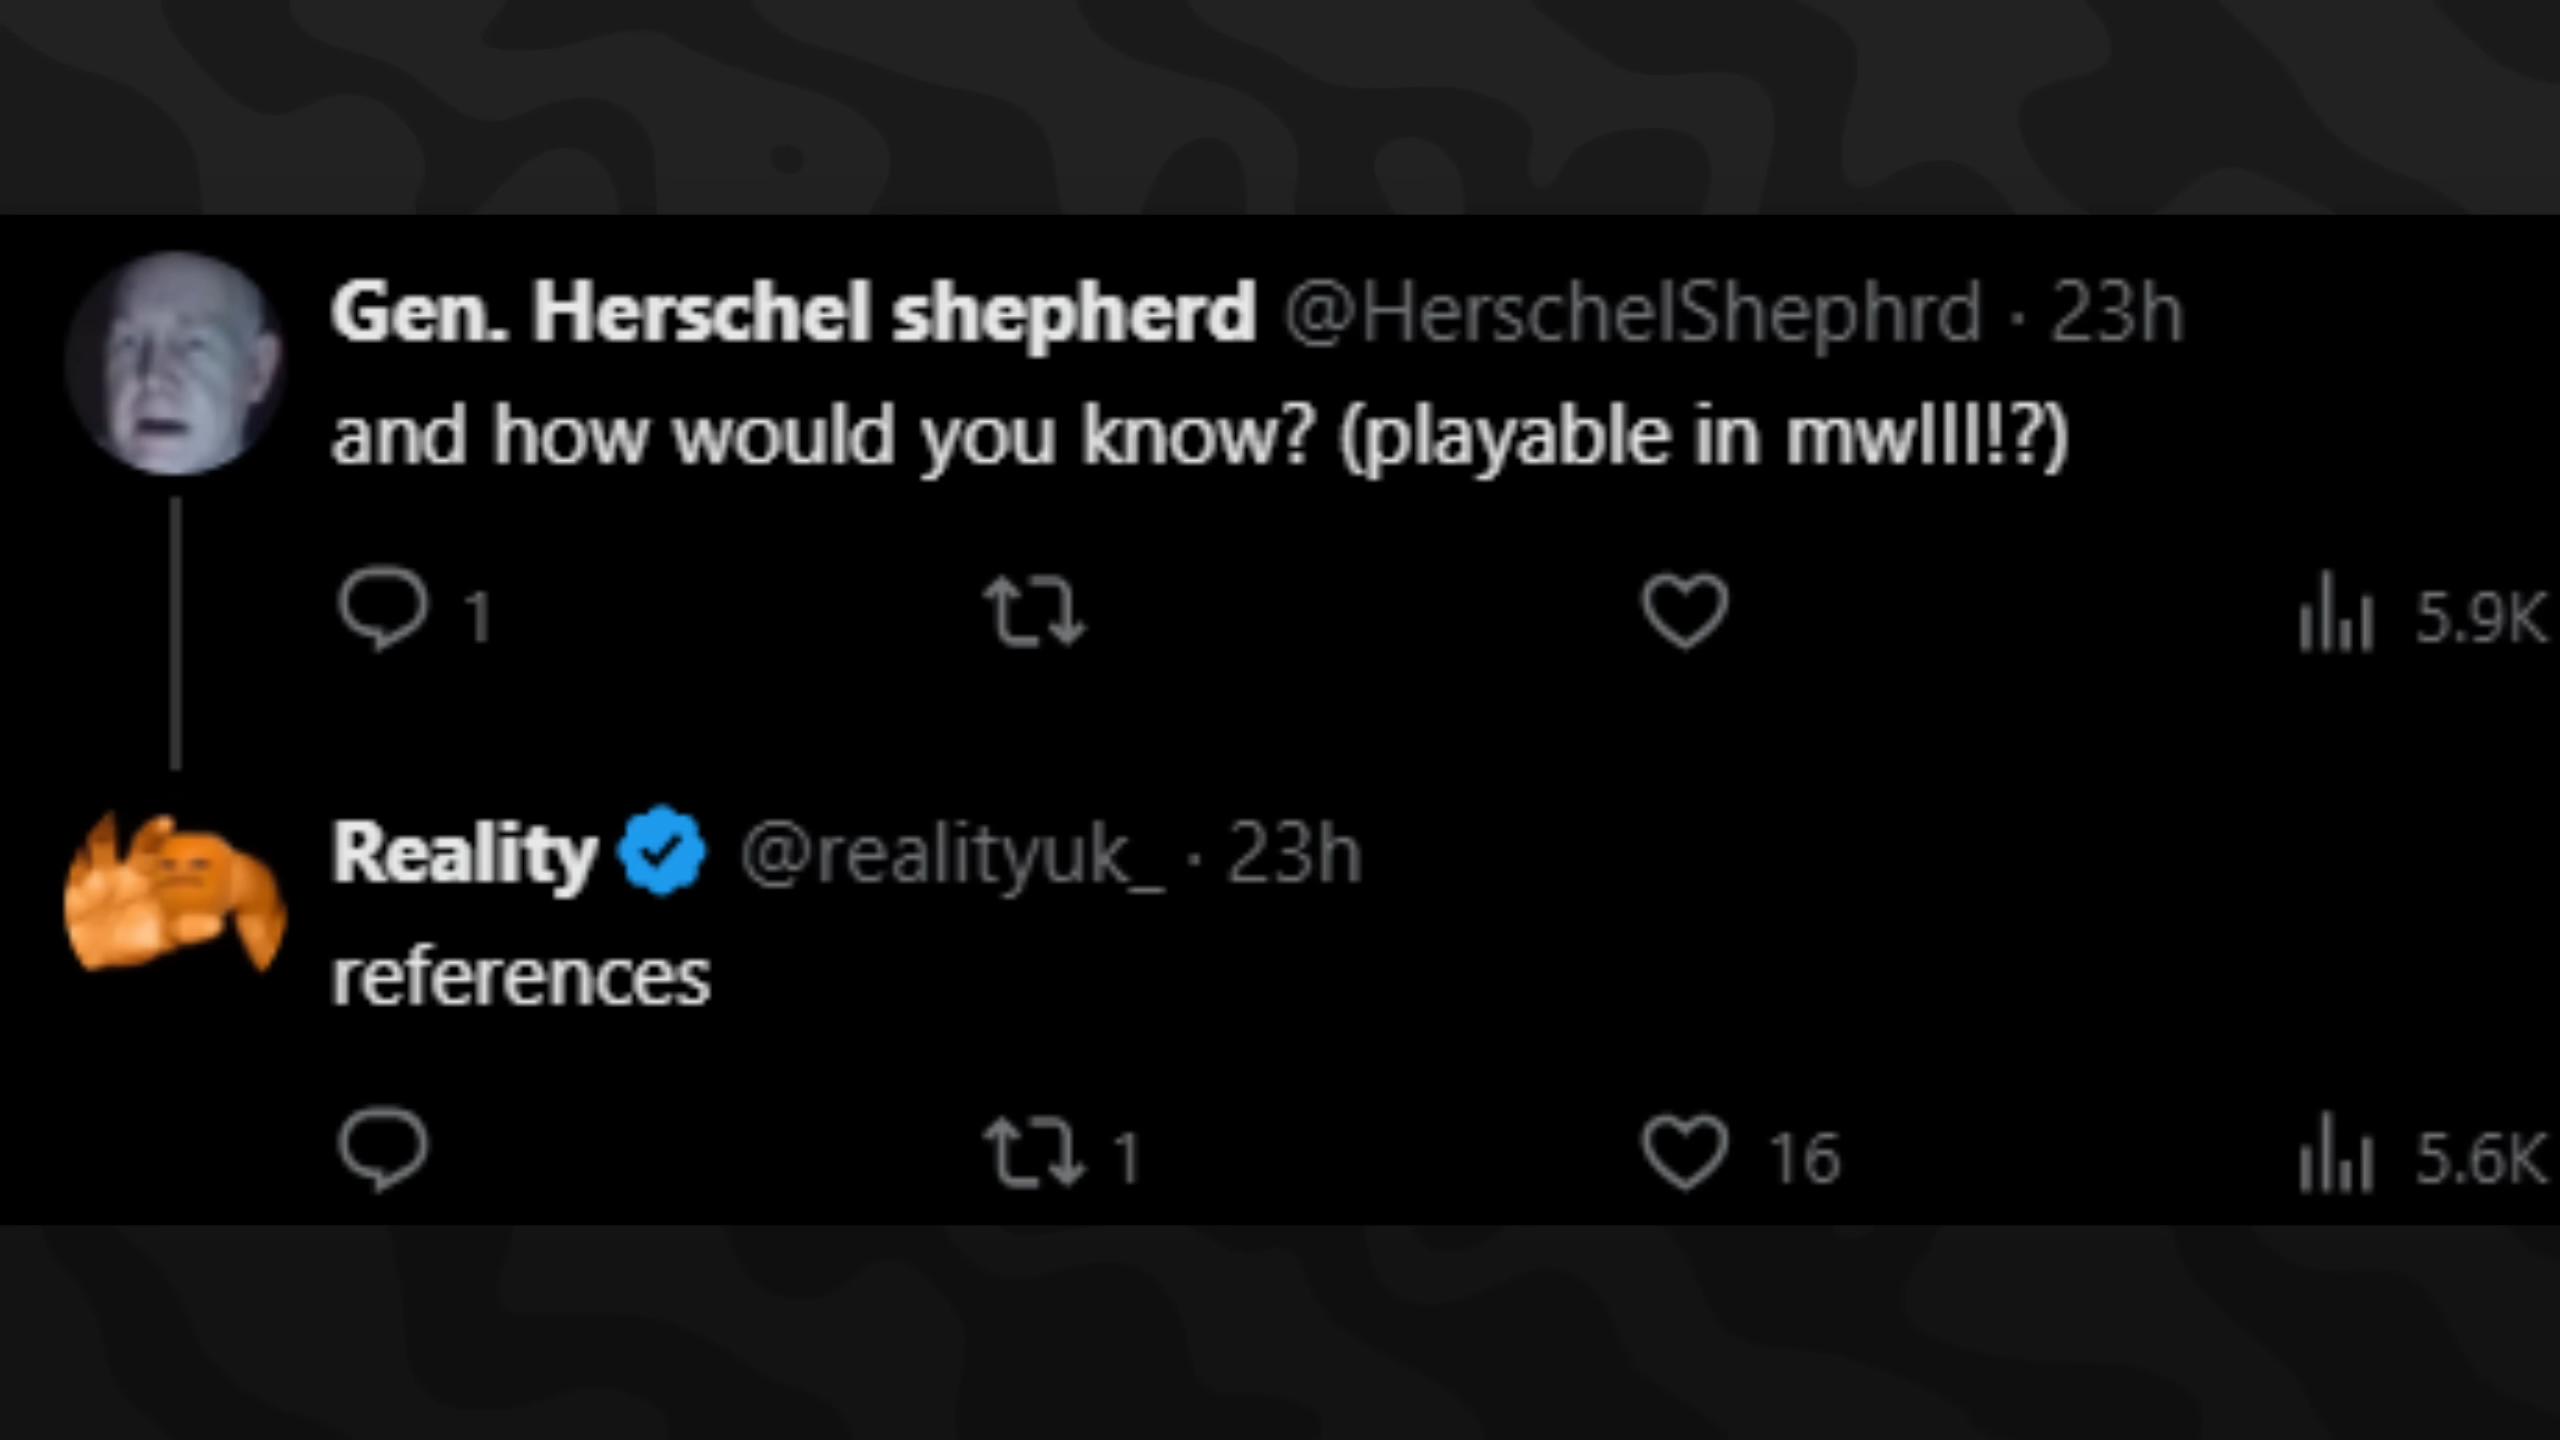 Gen. Herschel shepherd @HerschelShephrd · 23h
and how would you know? (playable in mwIII!?)
1 5.9K
Reality @realityuk_ · 23h
references
1 16 5.6K